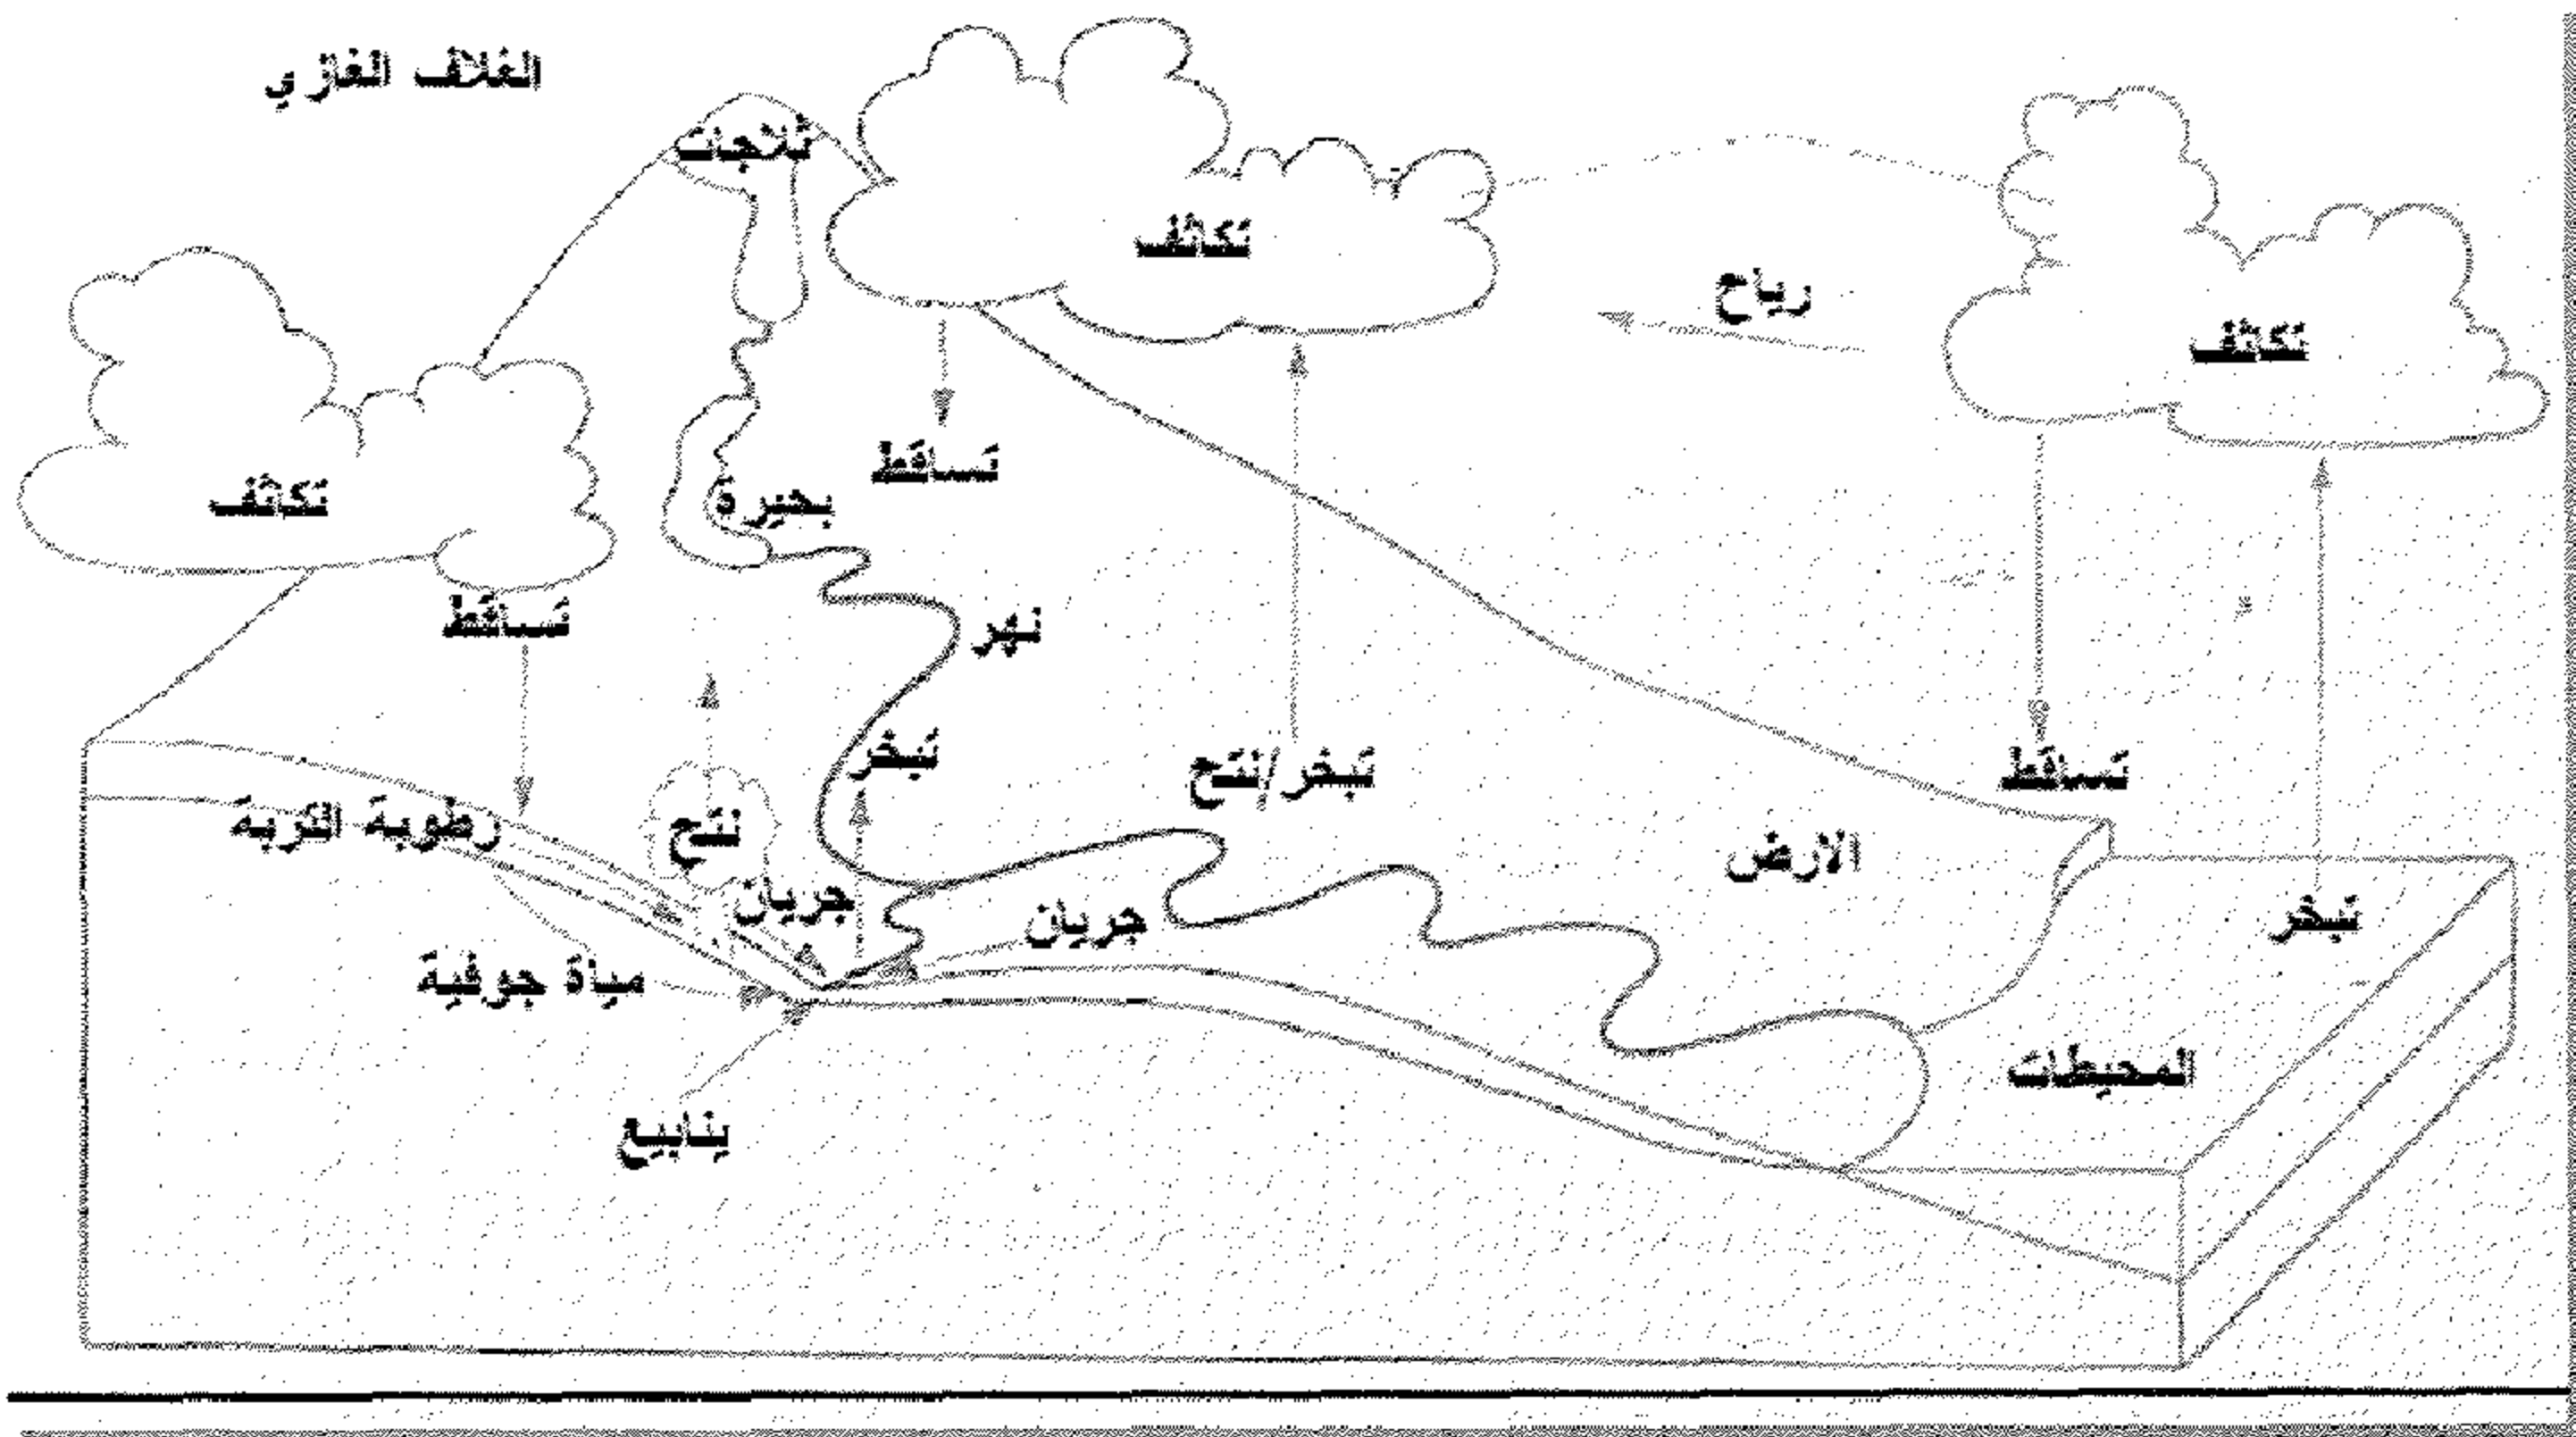 الغلاف الغازي
ثلاجات
تكاثف
رياح
تكاثف
تكاثف
تساقط
بحيرة
تساقط
نهر
تبخر
تبخر/نتح
تساقط
رطوبة التربة
نتح
الارض
جريان
جريان
تبخر
مياة جوفية
المحيطات
ينابيع